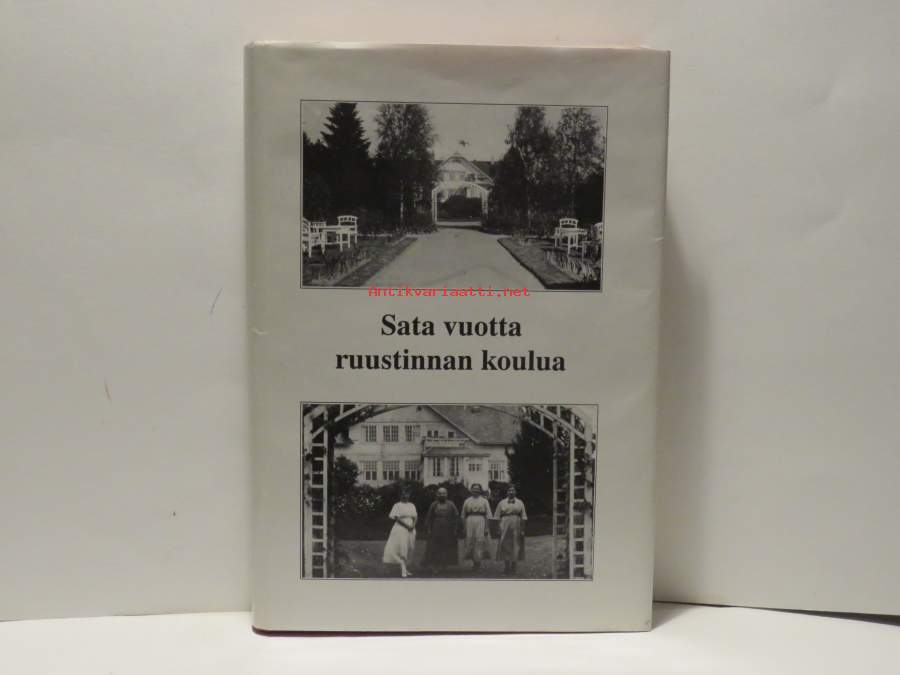 Antikvariaatti.net
Sata vuotta
ruustinnan koulua